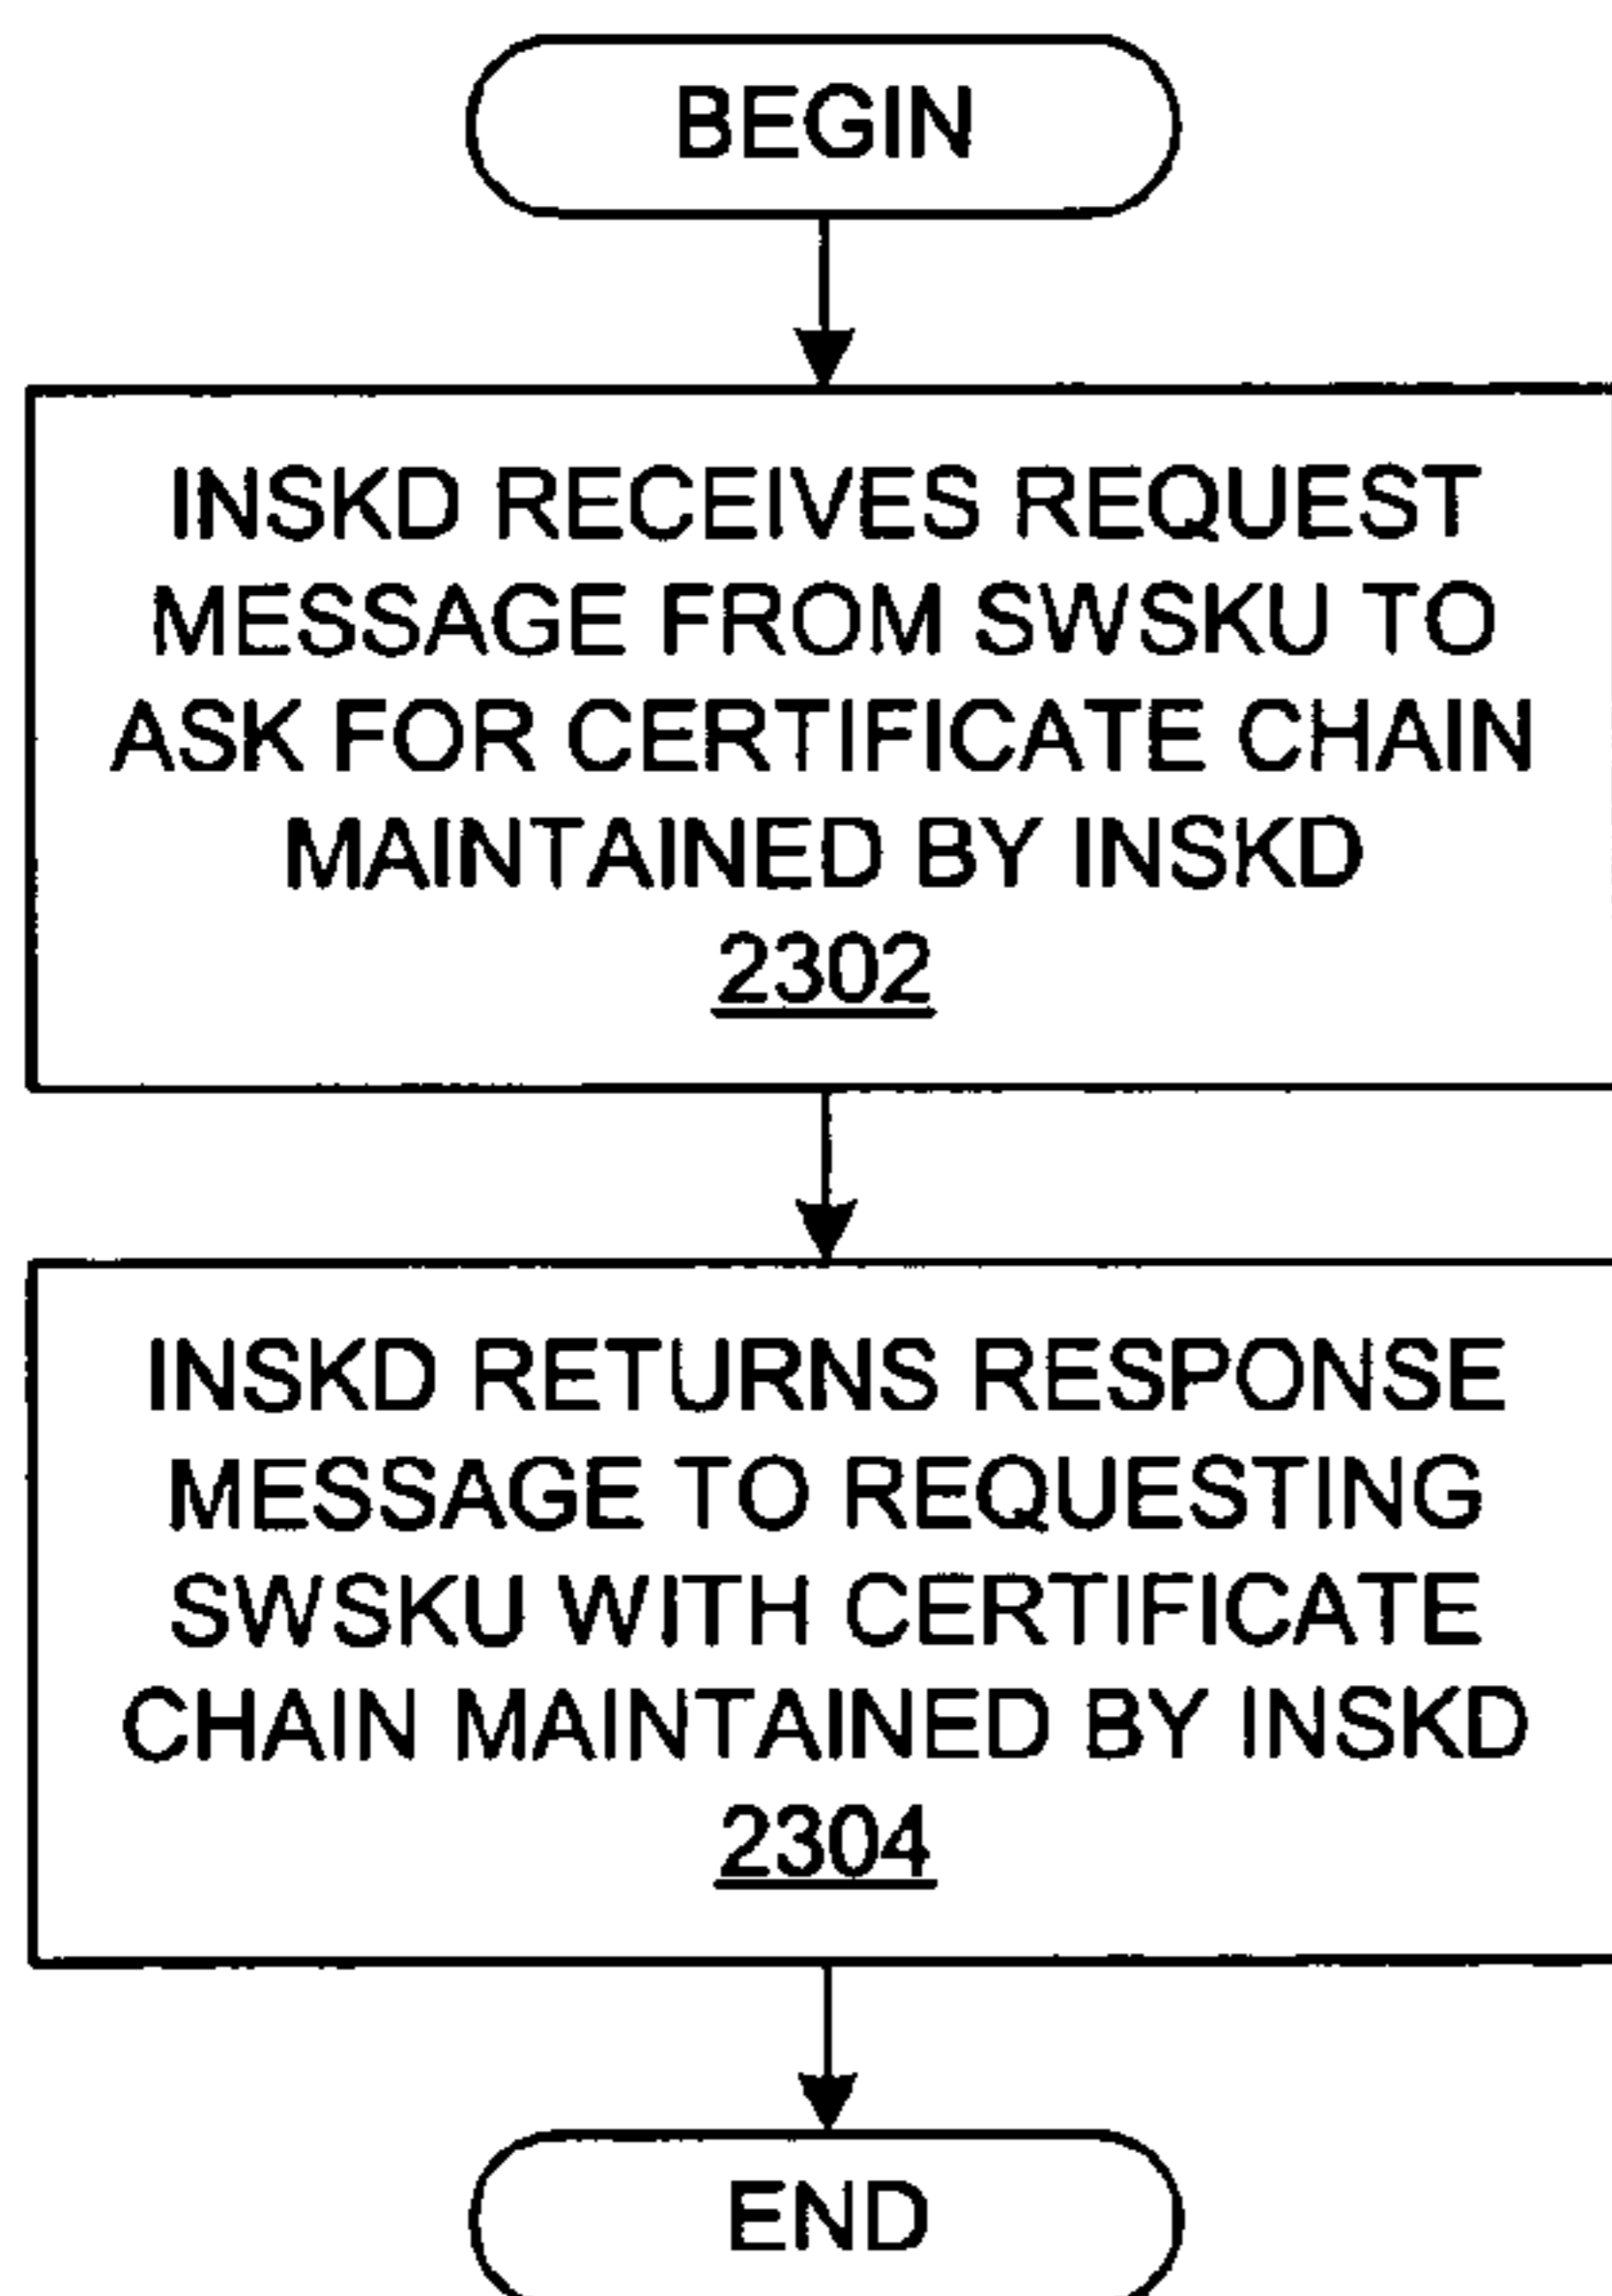 BEGIN
INSKD RECEIVES REQUEST
MESSAGE FROM SWSKU TO
ASK FOR CERTIFICATE CHAIN
MAINTAINED BY INSKD
2302
INSKD RETURNS RESPONSE
MESSAGE TO REQUESTING
SWSKU WITH CERTIFICATE
CHAIN MAINTAINED BY INSKD
2304
END